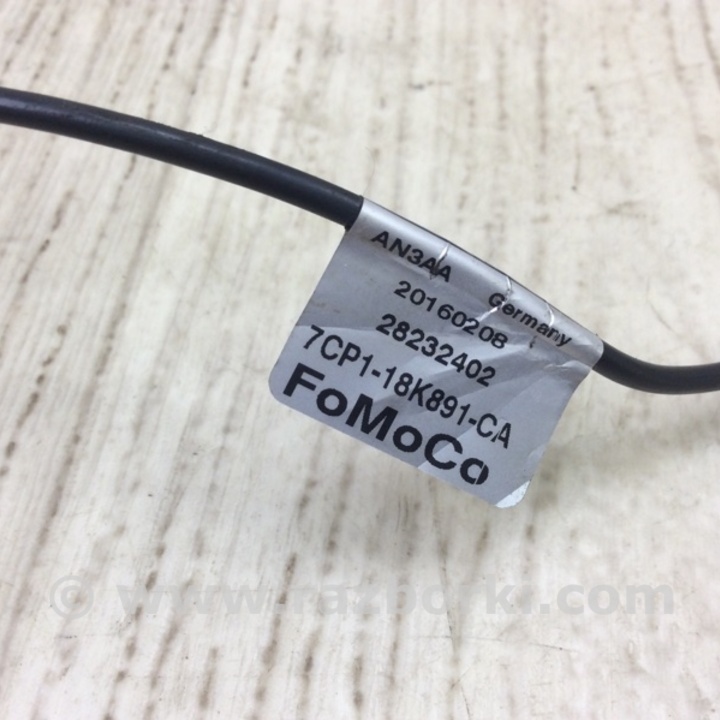 AN3AA Germany
20160208
28232402
7CP1-18K891-CA
FoMoCo
© www.razborki.com